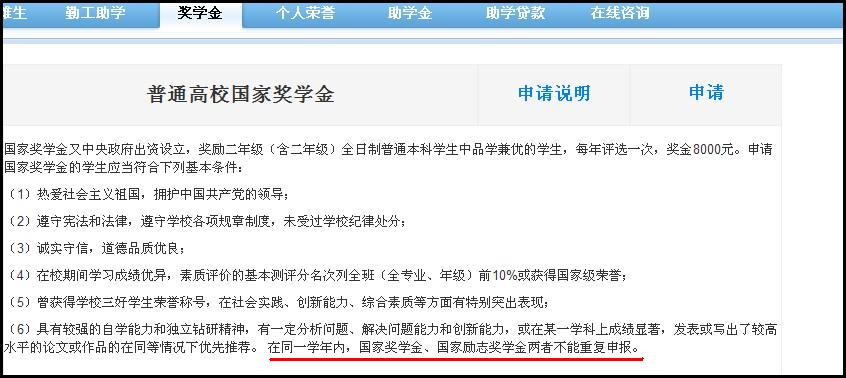 难生 勤工助学 奖学金 个人荣誉 助学金 助学贷款 在线咨询
普通高校国家奖学金 申请说明 申请
国家奖学金又中央政府出资设立，奖励二年级（含二年级）全日制普通本科学生中品学兼优的学生，每年评选一次，奖金8000元。申请
国家奖学金的学生应当符合下列基本条件：
（1）热爱社会主义祖国，拥护中国共产党的领导；
（2）遵守宪法和法律，遵守学校各项规章制度，未受过学校纪律处分；
（3）诚实守信，道德品质优良；
（4）在校期间学习成绩优异，素质评价的基本测评分名次列全班（全专业、年级）前10%或获得国家级荣誉；
（5）曾获得学校三好学生荣誉称号，在社会实践、创新能力、综合素质等方面有特别突出表现；
（6）具有较强的自学能力和独立钻研精神，有一定分析问题、解决问题能力和创新能力，或在某一学科上成绩显著，发表或写出了较高
水平的论文或作品的在同等情况下优先推荐。 在同一学年内，国家奖学金、国家励志奖学金两者不能重复申报。